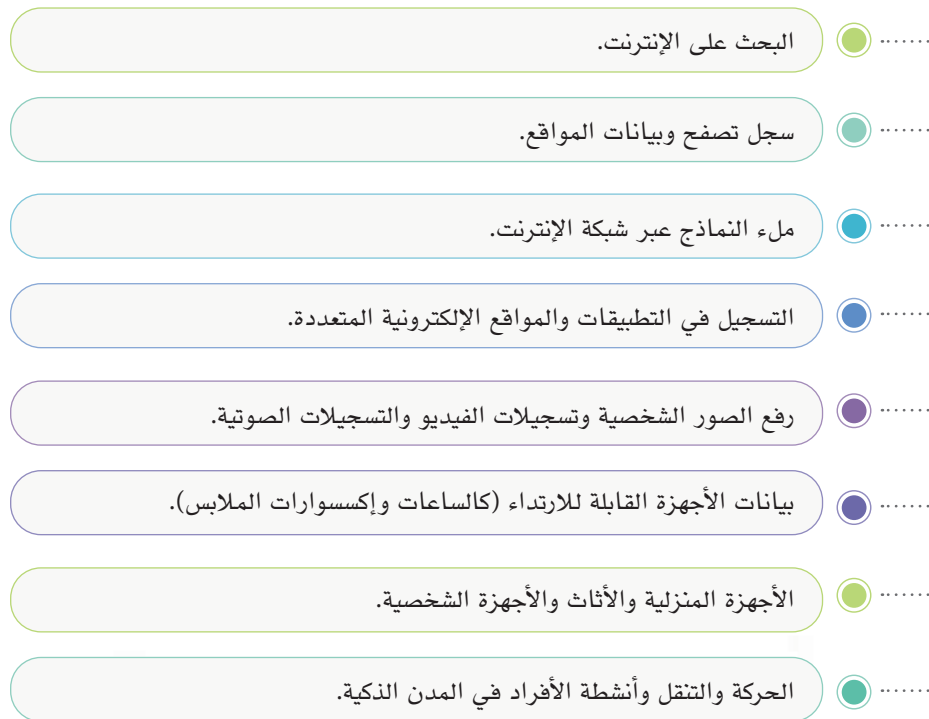 البحث على الإنترنت.
سجل تصفح وبيانات المواقع.
ملء النماذج عبر شبكة الإنترنت.
التسجيل في التطبيقات والمواقع الإلكترونية المتعددة.
رفع الصور الشخصية وتسجيلات الفيديو والتسجيلات الصوتية.
بيانات الأجهزة القابلة للارتداء (كالساعات وإكسسوارات الملابس).
الأجهزة المنزلية والأثاث والأجهزة الشخصية.
الحركة والتنقل وأنشطة الأفراد في المدن الذكية.